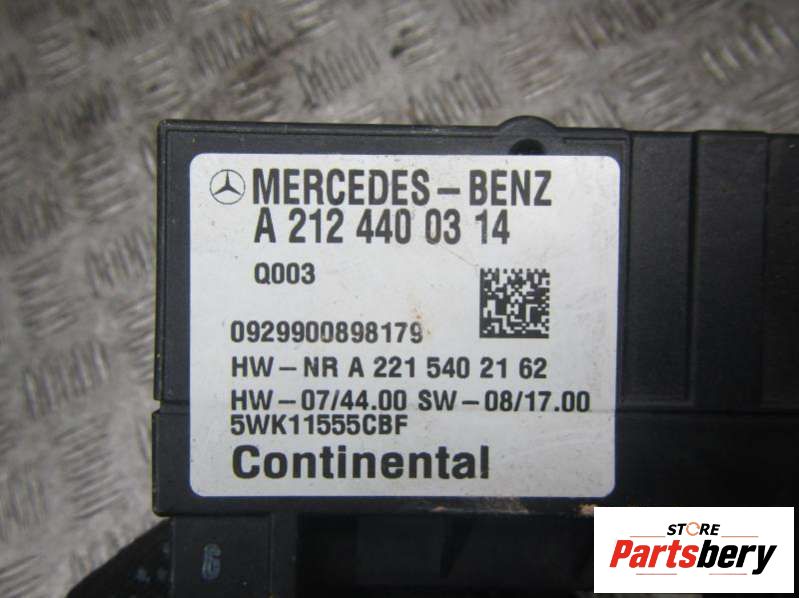 MERCEDES-BENZ
A 212 440 03 14
Q003
0929900898179
HW-NR A 221 540 21 62
HW-07/44.00 SW-08/17.00
5WK11555CBF
Continental
STORE
Partsbery